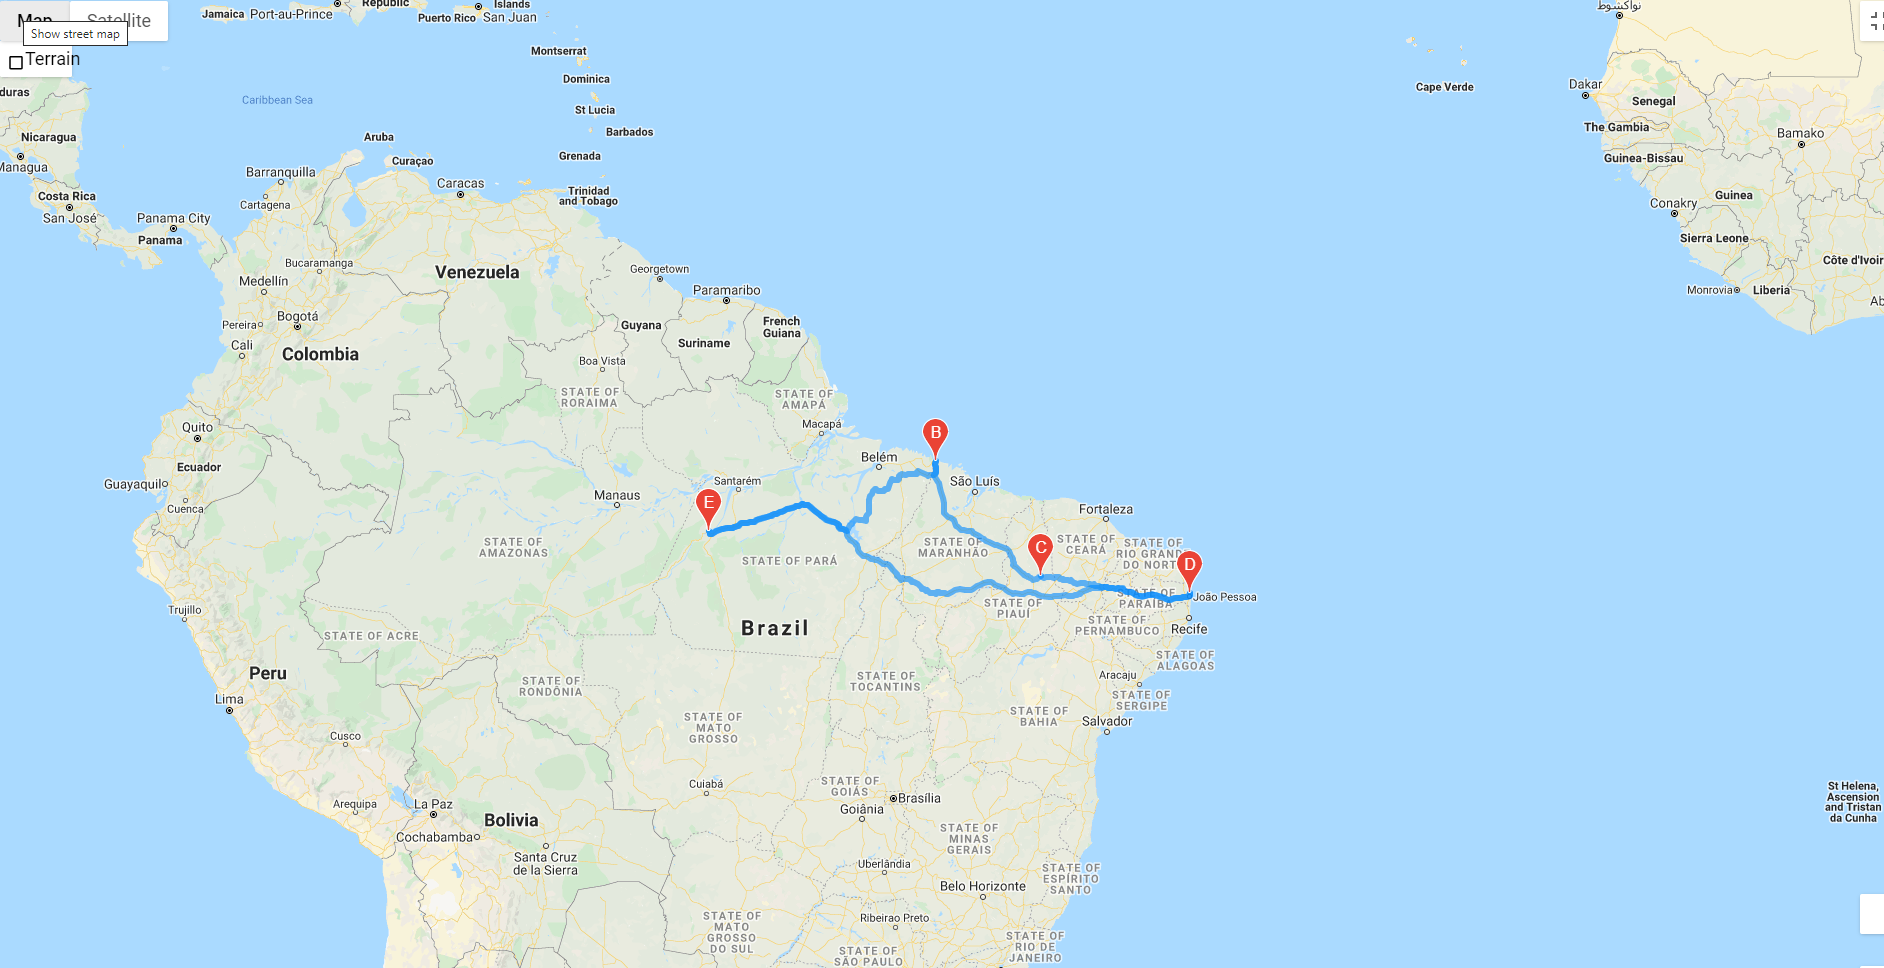 Map
Satellite
Show street map
Terrain
Jamaica
Port-au-Prince
Republic
Puerto Rico
San Juan
Islands
Montserrat
Dominica
St Lucia
Barbados
Grenada
Trinidad
and Tobago
Caribbean Sea
Aruba
Curaçao
duras
Nicaragua
Managua
Costa Rica
San José
Panama City
Panama
Barranquilla
Cartagena
Caracas
Bucaramanga
Medellín
Venezuela
Georgetown
Paramaribo
Bogotá
Pereira
Cali
Colombia
Guyana
Suriname
French
Guiana
Boa Vista
STATE OF
RORAIMA
STATE OF
AMAPÁ
Macapá
Quito
Ecuador
Guayaquil
Cuenca
Belém
B
São Luís
Santarém
Manaus
E
Fortaleza
STATE OF
AMAZONAS
STATE OF PARÁ
STATE OF
MARANHÃO
C
STATE OF
CEARÁ
STATE OF
RIO GRAND
DO NORT
D
João Pessoa
STATE OF
PARAÍBA
STATE OF
PIAUÍ
STATE OF
PERNAMBUCO
Recife
STATE OF
ALAGOAS
Aracaju
STATE OF
SERGIPE
Trujillo
STATE OF ACRE
Brazil
Peru
Lima
STATE OF
RONDÔNIA
STATE OF
TOCANTINS
STATE OF
MATO
GROSSO
STATE OF
BAHIA
Salvador
Cusco
Cuiabá
STATE OF
GOIÁS
Brasília
Goiânia
Arequipa
La Paz
Bolivia
Cochabamba
Santa Cruz
de la Sierra
STATE OF
MINAS
GERAIS
Uberlândia
Belo Horizonte
STATE OF
ESPÍRITO
SANTO
STATE OF
MATO
GROSSO
DO SUL
Ribeirao Preto
STATE OF
SÃO PAULO
STATE OF
RIO DE
JANEIRO
نواكشوط
Cape Verde
Dakar
Senegal
The Gambia
Bamako
Guinea-Bissau
Guinea
Conakry
Sierra Leone
Côte d'Ivoir
Monrovia
Liberia
Ab
St Helena,
Ascension
and Tristan
da Cunha